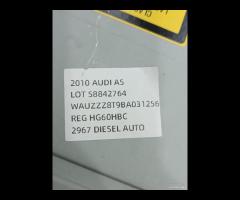 2010 AUDI A5
LOT 58842764
WAUZZZ8T9BA031256
REG HG60HBC
2967 DIESEL AUTO